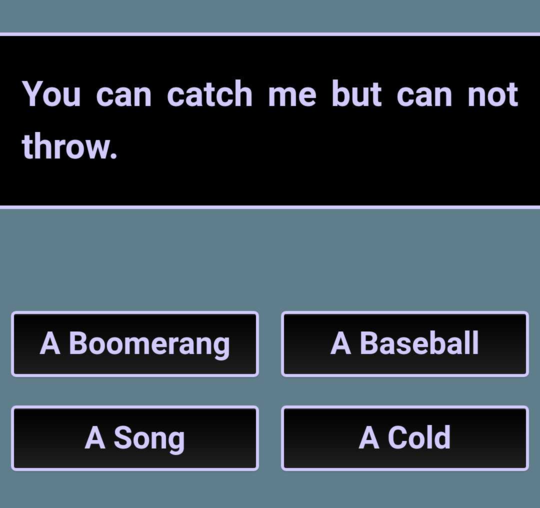 You can catch me but can not
throw.
A Boomerang
A Baseball
A Song
A Cold